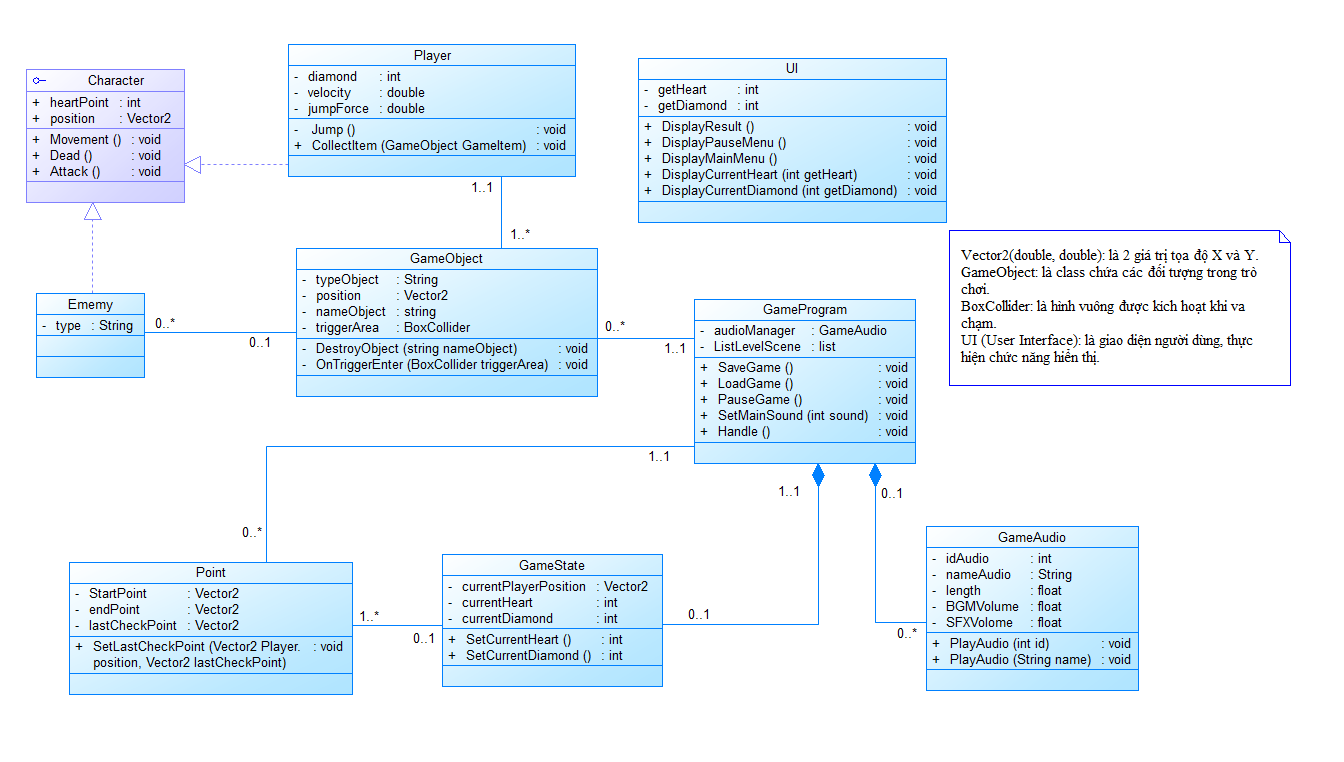 Character
+ heartPoint : int
+ position : Vector2
+ Movement () : void
+ Dead () : void
+ Attack () : void
Player
- diamond : int
- velocity : double
- jumpForce : double
- Jump () : void
+ CollectItem (GameObject GameItem) : void
UI
- getHeart : int
- getDiamond : int
+ DisplayResult () : void
+ DisplayPauseMenu () : void
+ DisplayMainMenu () : void
+ DisplayCurrentHeart (int getHeart) : void
+ DisplayCurrentDiamond (int getDiamond) : void
1..1
1..*
Vector2(double, double): là 2 giá trị tọa độ X và Y.
GameObject: là class chứa các đối tượng trong trò
chơi.
BoxCollider: là hình vuông được kích hoạt khi va
chạm.
UI (User Interface): là giao diện người dùng, thực
hiện chức năng hiển thị.
Ememy
- type : String
0..*
0..1
GameObject
- typeObject : String
- position : Vector2
- nameObject : string
- triggerArea : BoxCollider
- DestroyObject (string nameObject) : void
- OnTriggerEnter (BoxCollider triggerArea) : void
0..*
1..1
GameProgram
- audioManager : GameAudio
- ListLevelScene : list
+ SaveGame () : void
+ LoadGame () : void
+ PauseGame () : void
+ SetMainSound (int sound) : void
+ Handle () : void
1..1
0..*
1..1
0..1
Point
- StartPoint : Vector2
- endPoint : Vector2
- lastCheckPoint : Vector2
+ SetLastCheckPoint (Vector2 Player. : void
position, Vector2 lastCheckPoint)
1..*
0..1
GameState
- currentPlayerPosition : Vector2
- currentHeart : int
- currentDiamond : int
+ SetCurrentHeart () : int
+ SetCurrentDiamond () : int
0..1
0..*
GameAudio
- idAudio : int
- nameAudio : String
- length : float
- BGMVolume : float
- SFXVolome : float
+ PlayAudio (int id) : void
+ PlayAudio (String name) : void